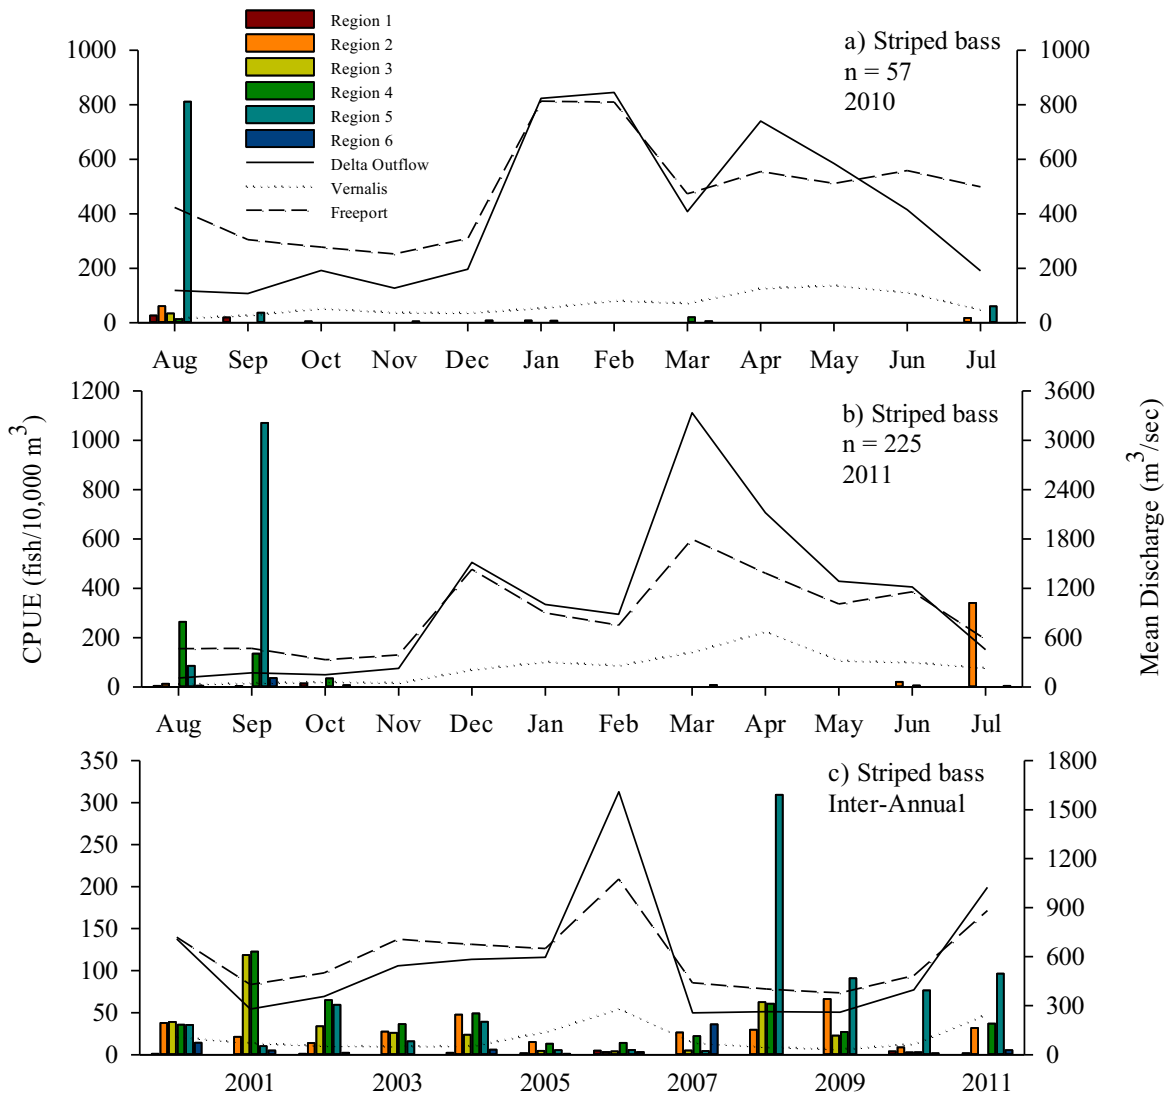 Region 1
Region 2
Region 3
Region 4
Region 5
Region 6
Delta Outflow
Vernalis
Freeport
a) Striped bass
n = 57
2010
1000
800
600
400
200
0
1000
800
600
400
200
0
Aug Sep Oct Nov Dec Jan Feb Mar Apr May Jun Jul
CPUE (fish/10,000 m³)
Mean Discharge (m³/sec)
b) Striped bass
n = 225
2011
1200
1000
800
600
400
200
0
3600
3000
2400
1800
1200
600
0
Aug Sep Oct Nov Dec Jan Feb Mar Apr May Jun Jul
c) Striped bass
Inter-Annual
350
300
250
200
150
100
50
0
1800
1500
1200
900
600
300
0
2001 2003 2005 2007 2009 2011